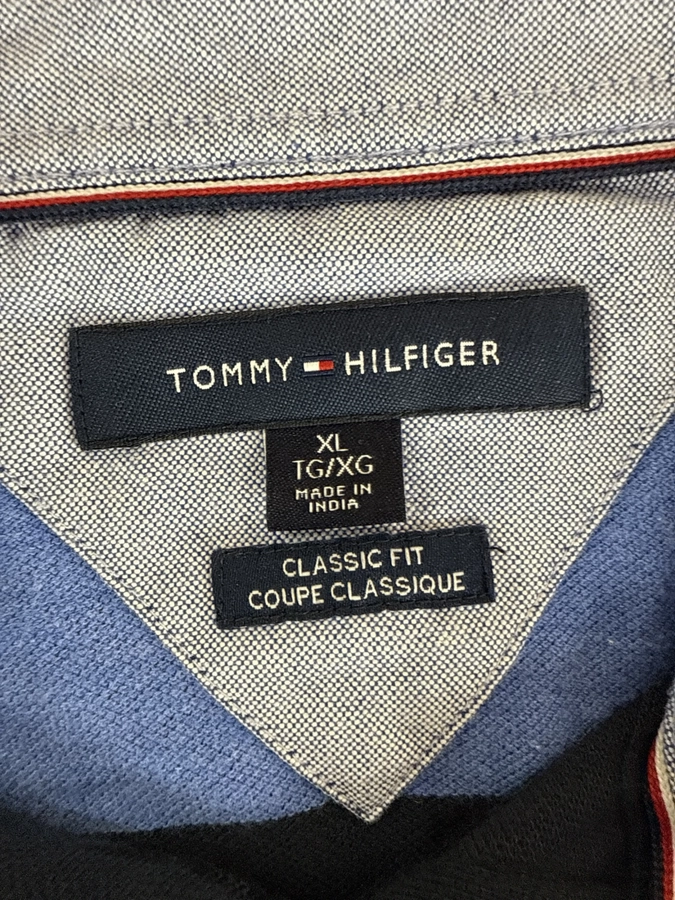 TOMMY HILFIGER
XL
TG/XG
MADE IN
INDIA
CLASSIC FIT
COUPE CLASSIQUE